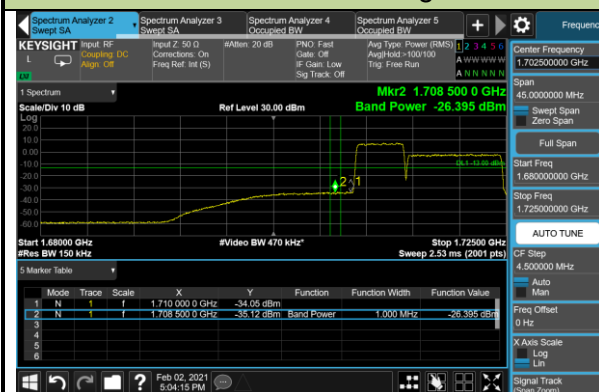 Spectrum Analyzer 2
Swept SA
Spectrum Analyzer 3
Swept SA
Spectrum Analyzer 4
Occupied BW
Spectrum Analyzer 5
Occupied BW
+
Frequenc
KEYSIGHT
L
Input: RF
Coupling: DC
Align: Off
Input Z: 50 Ω
Corrections: On
Freq Ref: Int (S)
#Atten: 20 dB
PNO: Fast
Gate: Off
IF Gain: Low
Sig Track: Off
Avg Type: Power (RMS)
Avg|Hold:>100/100
Trig: Free Run
1 2 3 4 5 6
A W W W W W
A N N N N N
1 Spectrum
Scale/Div 10 dB
Ref Level 30.00 dBm
Mkr2 1.708 500 0 GHz
Band Power -26.395 dBm
Log
20.0
10.0
0.00
-10.0
-20.0
-30.0
-40.0
-50.0
-60.0
DL1 -13.00 dBm
2
1
Start 1.68000 GHz
#Video BW 470 kHz*
Stop 1.72500 GHz
#Res BW 150 kHz
Sweep 2.53 ms (2001 pts)
5 Marker Table
Mode Trace Scale X Y Function Function Width Function Value
1 N 1 f 1.710 000 0 GHz -34.05 dBm
2 N 1 f 1.708 500 0 GHz -35.12 dBm Band Power 1.000 MHz -26.395 dBm
3
4
5
6
Center Frequency
1.702500000 GHz
Span
45.0000000 MHz
Swept Span
Zero Span
Full Span
Start Freq
1.680000000 GHz
Stop Freq
1.725000000 GHz
AUTO TUNE
CF Step
4.500000 MHz
Auto
Man
Freq Offset
0 Hz
X Axis Scale
Log
Lin
Signal Track
(Span Zoom)
?
Feb 02, 2021
5:04:15 PM